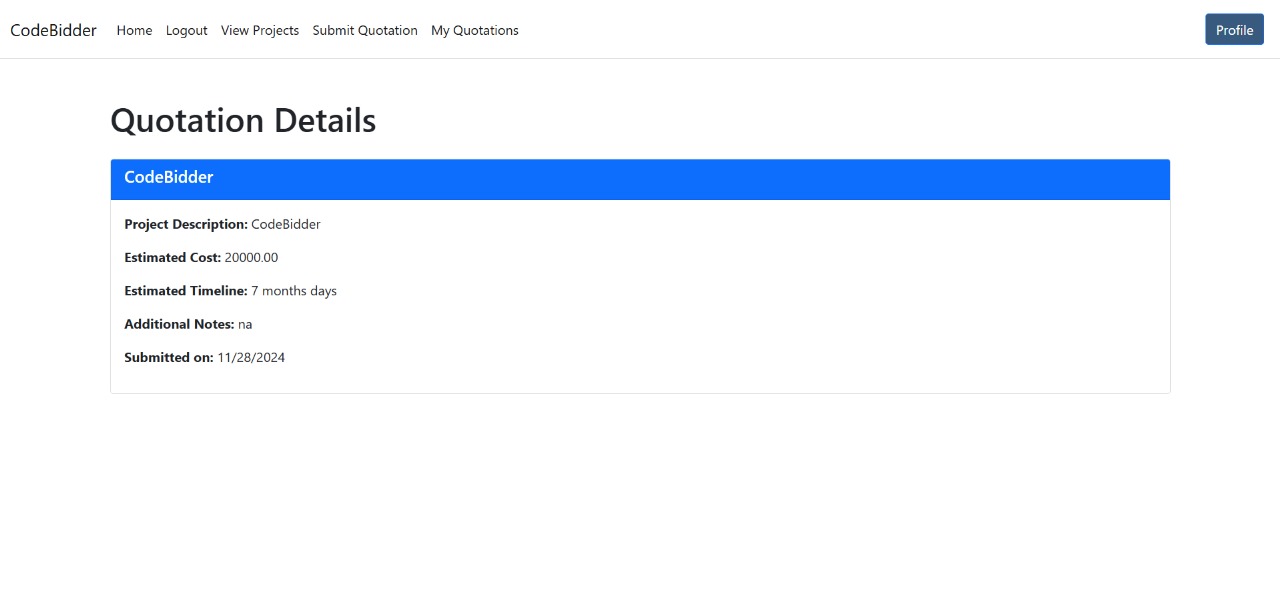 CodeBidder Home Logout View Projects Submit Quotation My Quotations Profile
Quotation Details
CodeBidder
Project Description: CodeBidder
Estimated Cost: 20000.00
Estimated Timeline: 7 months days
Additional Notes: na
Submitted on: 11/28/2024